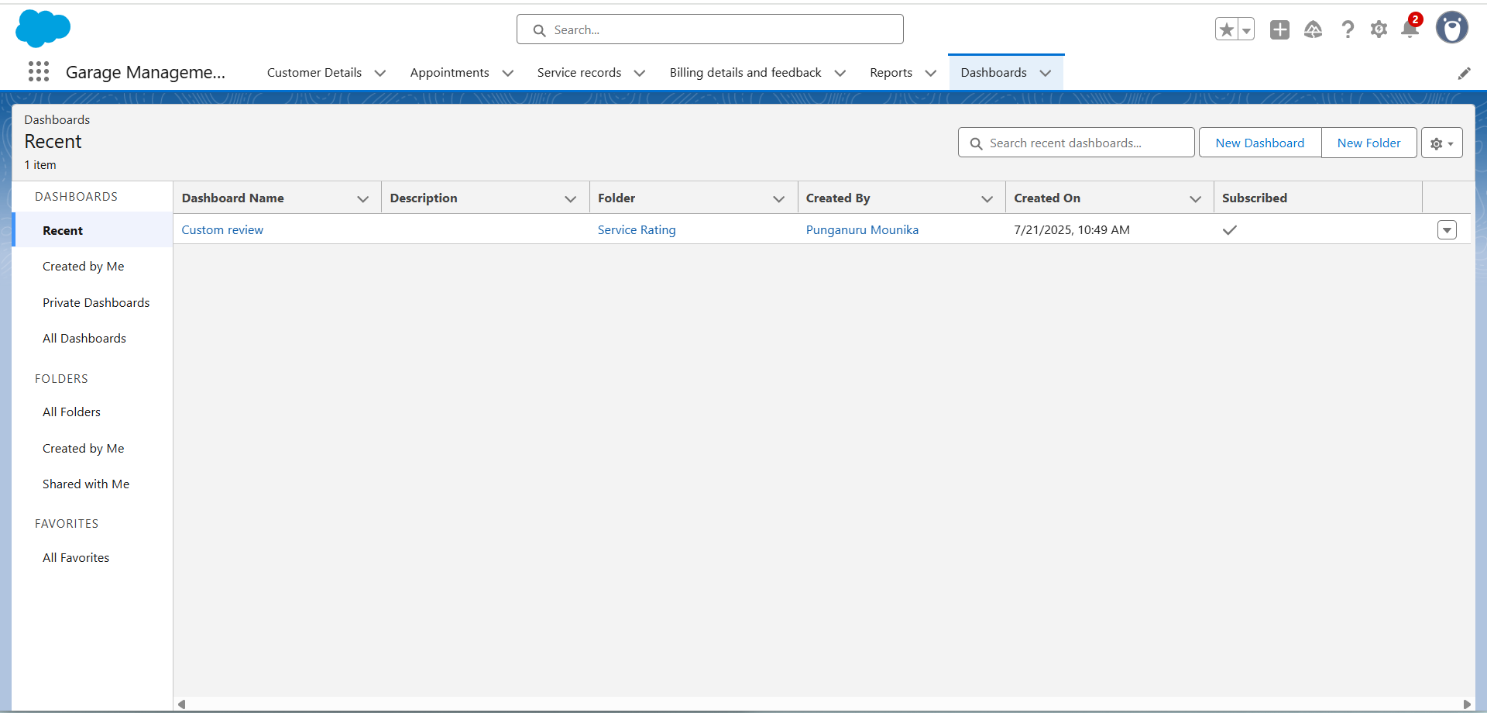 Search...
2
Garage Manageme...
Customer Details
Appointments
Service records
Billing details and feedback
Reports
Dashboards
Dashboards
Recent
1 item
Search recent dashboards...
New Dashboard
New Folder
DASHBOARDS
Recent
Created by Me
Private Dashboards
All Dashboards
FOLDERS
All Folders
Created by Me
Shared with Me
FAVORITES
All Favorites
Dashboard Name Description Folder Created By Created On Subscribed
Custom review Service Rating Punganuru Mounika 7/21/2025, 10:49 AM